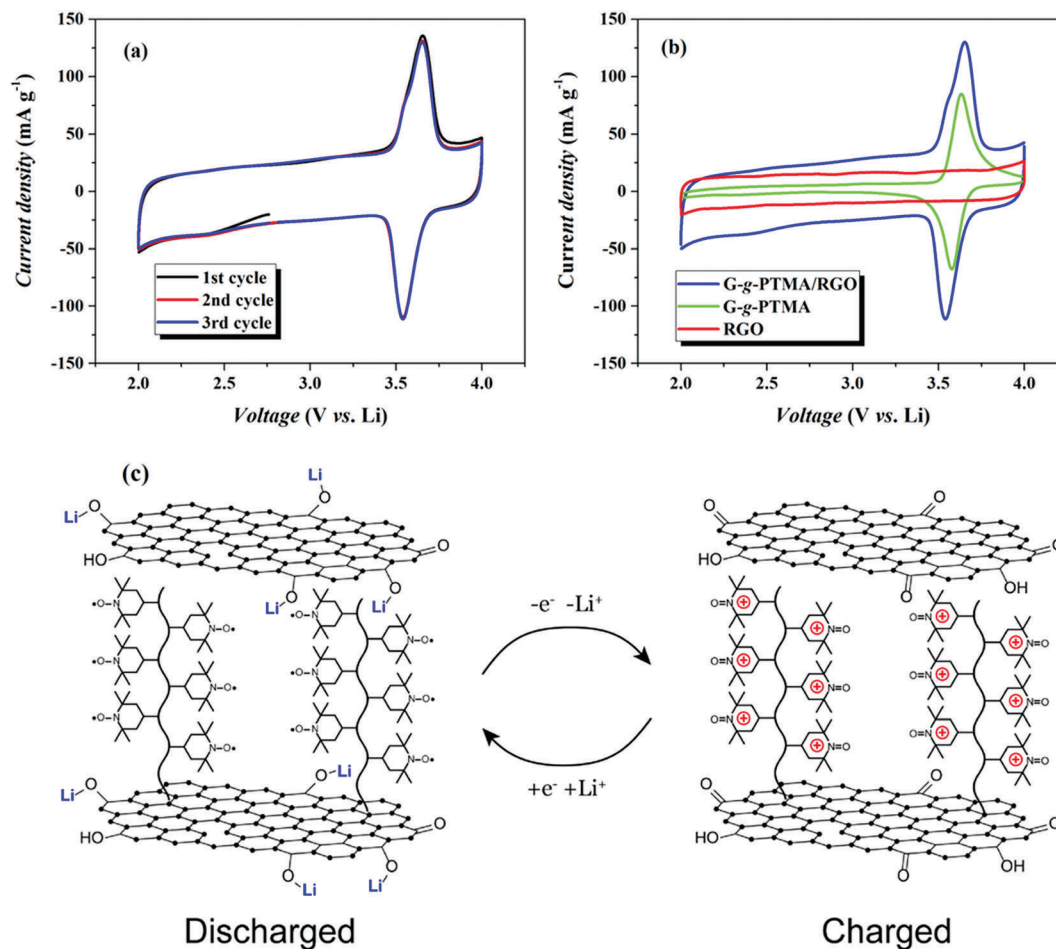 (a)
150
100
50
0
-50
-100
-150
Current density (mA g⁻¹)
1st cycle
2nd cycle
3rd cycle
2.0 2.5 3.0 3.5 4.0
Voltage (V vs. Li)
(b)
150
100
50
0
-50
-100
-150
Current density (mA g⁻¹)
G-g-PTMA/RGO
G-g-PTMA
RGO
2.0 2.5 3.0 3.5 4.0
Voltage (V vs. Li)
(c)
Li
O
Li
O
O
HO
O
Li
O
Li
•O-N
N-O•
•O-N
N-O•
•O-N
N-O•
•O-N
N-O•
•O-N
N-O•
•O-N
N-O•
Li
O
O
Li
O
HO
O
O
Li
Li
Discharged
-e⁻ -Li⁺
+e⁻ +Li⁺
O
O
O
HO
O
OH
O=N
N=O
O=N
N=O
O=N
N=O
O=N
N=O
O=N
N=O
O=N
N=O
O
O
O
HO
O
OH
Charged